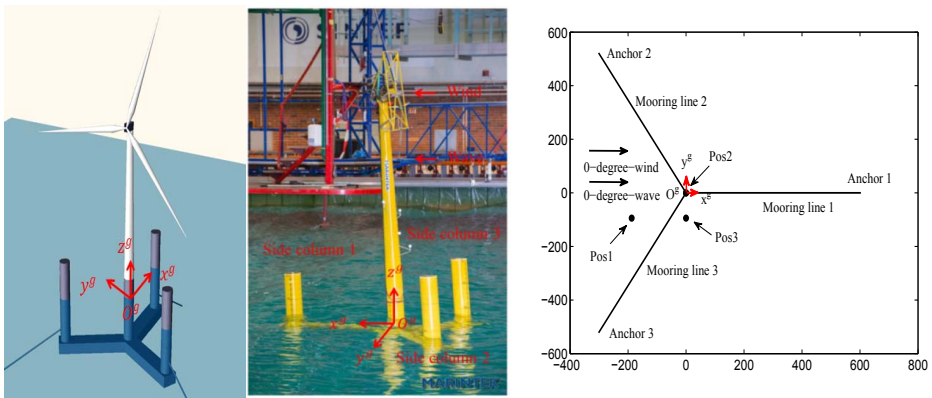 z^g
x^g
y^g
O^g
Wind
Side column 1
Side column 3
z^g
x^g
O^g
y^g
Side column 2
MARINTEK
600
400
200
0
−200
−400
−600
−400
−200
0
200
400
600
800
Anchor 2
Mooring line 2
0−degree−wind
0−degree−wave
y^g
Pos2
O^g
x^g
Anchor 1
Mooring line 1
Pos1
Pos3
Mooring line 3
Anchor 3